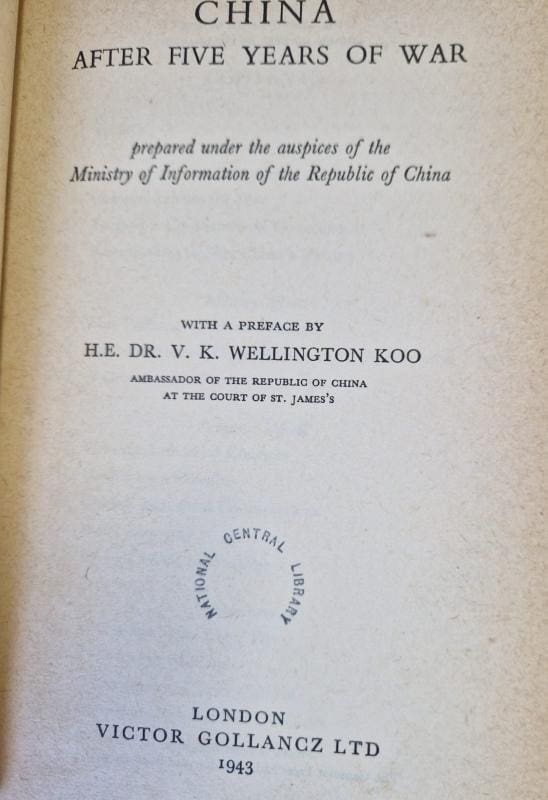 CHINA
AFTER FIVE YEARS OF WAR
prepared under the auspices of the
Ministry of Information of the Republic of China
WITH A PREFACE BY
H.E. DR. V. K. WELLINGTON KOO
AMBASSADOR OF THE REPUBLIC OF CHINA
AT THE COURT OF ST. JAMES'S
NATIONAL CENTRAL LIBRARY
LONDON
VICTOR GOLLANCZ LTD
1943